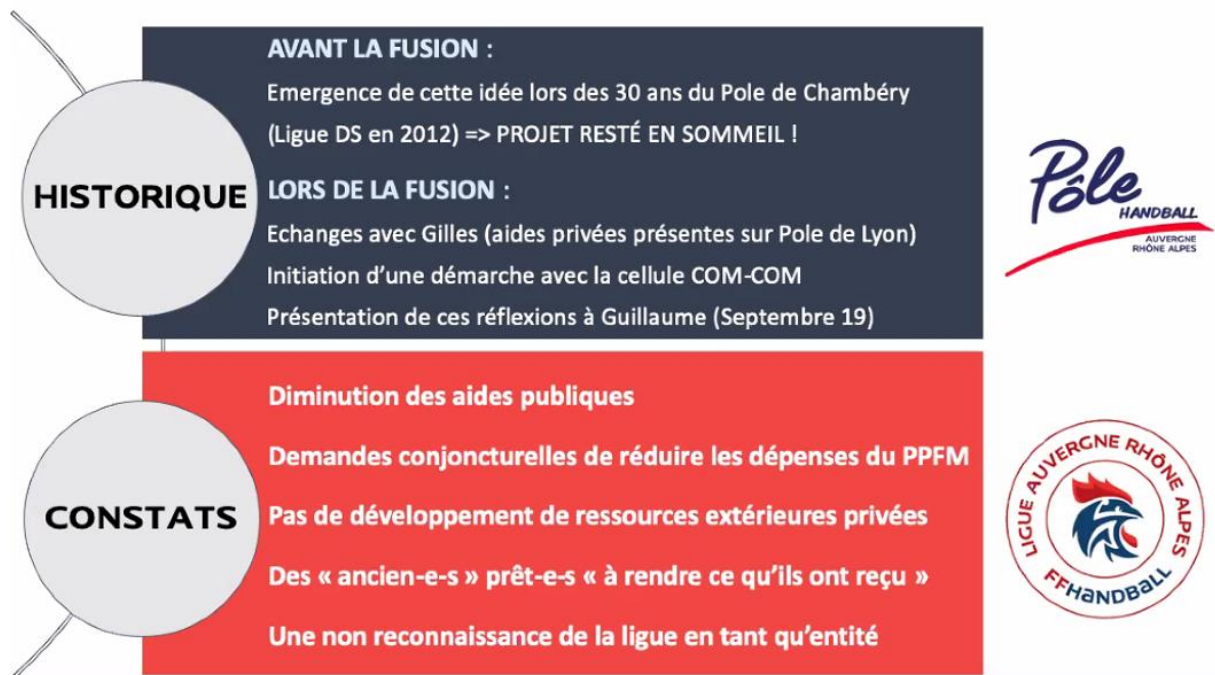 HISTORIQUE
AVANT LA FUSION :
Emergence de cette idée lors des 30 ans du Pole de Chambéry
(Ligue DS en 2012) => PROJET RESTÉ EN SOMMEIL !
LORS DE LA FUSION :
Echanges avec Gilles (aides privées présentes sur Pole de Lyon)
Initiation d’une démarche avec la cellule COM-COM
Présentation de ces réflexions à Guillaume (Septembre 19)
Pôle
HANDBALL
AUVERGNE
RHÔNE ALPES
CONSTATS
Diminution des aides publiques
Demandes conjoncturelles de réduire les dépenses du PPFM
Pas de développement de ressources extérieures privées
Des « ancien-e-s » prêt-e-s « à rendre ce qu’ils ont reçu »
Une non reconnaissance de la ligue en tant qu’entité
LIGUE AUVERGNE RHÔNE ALPES
FFHANDBALL